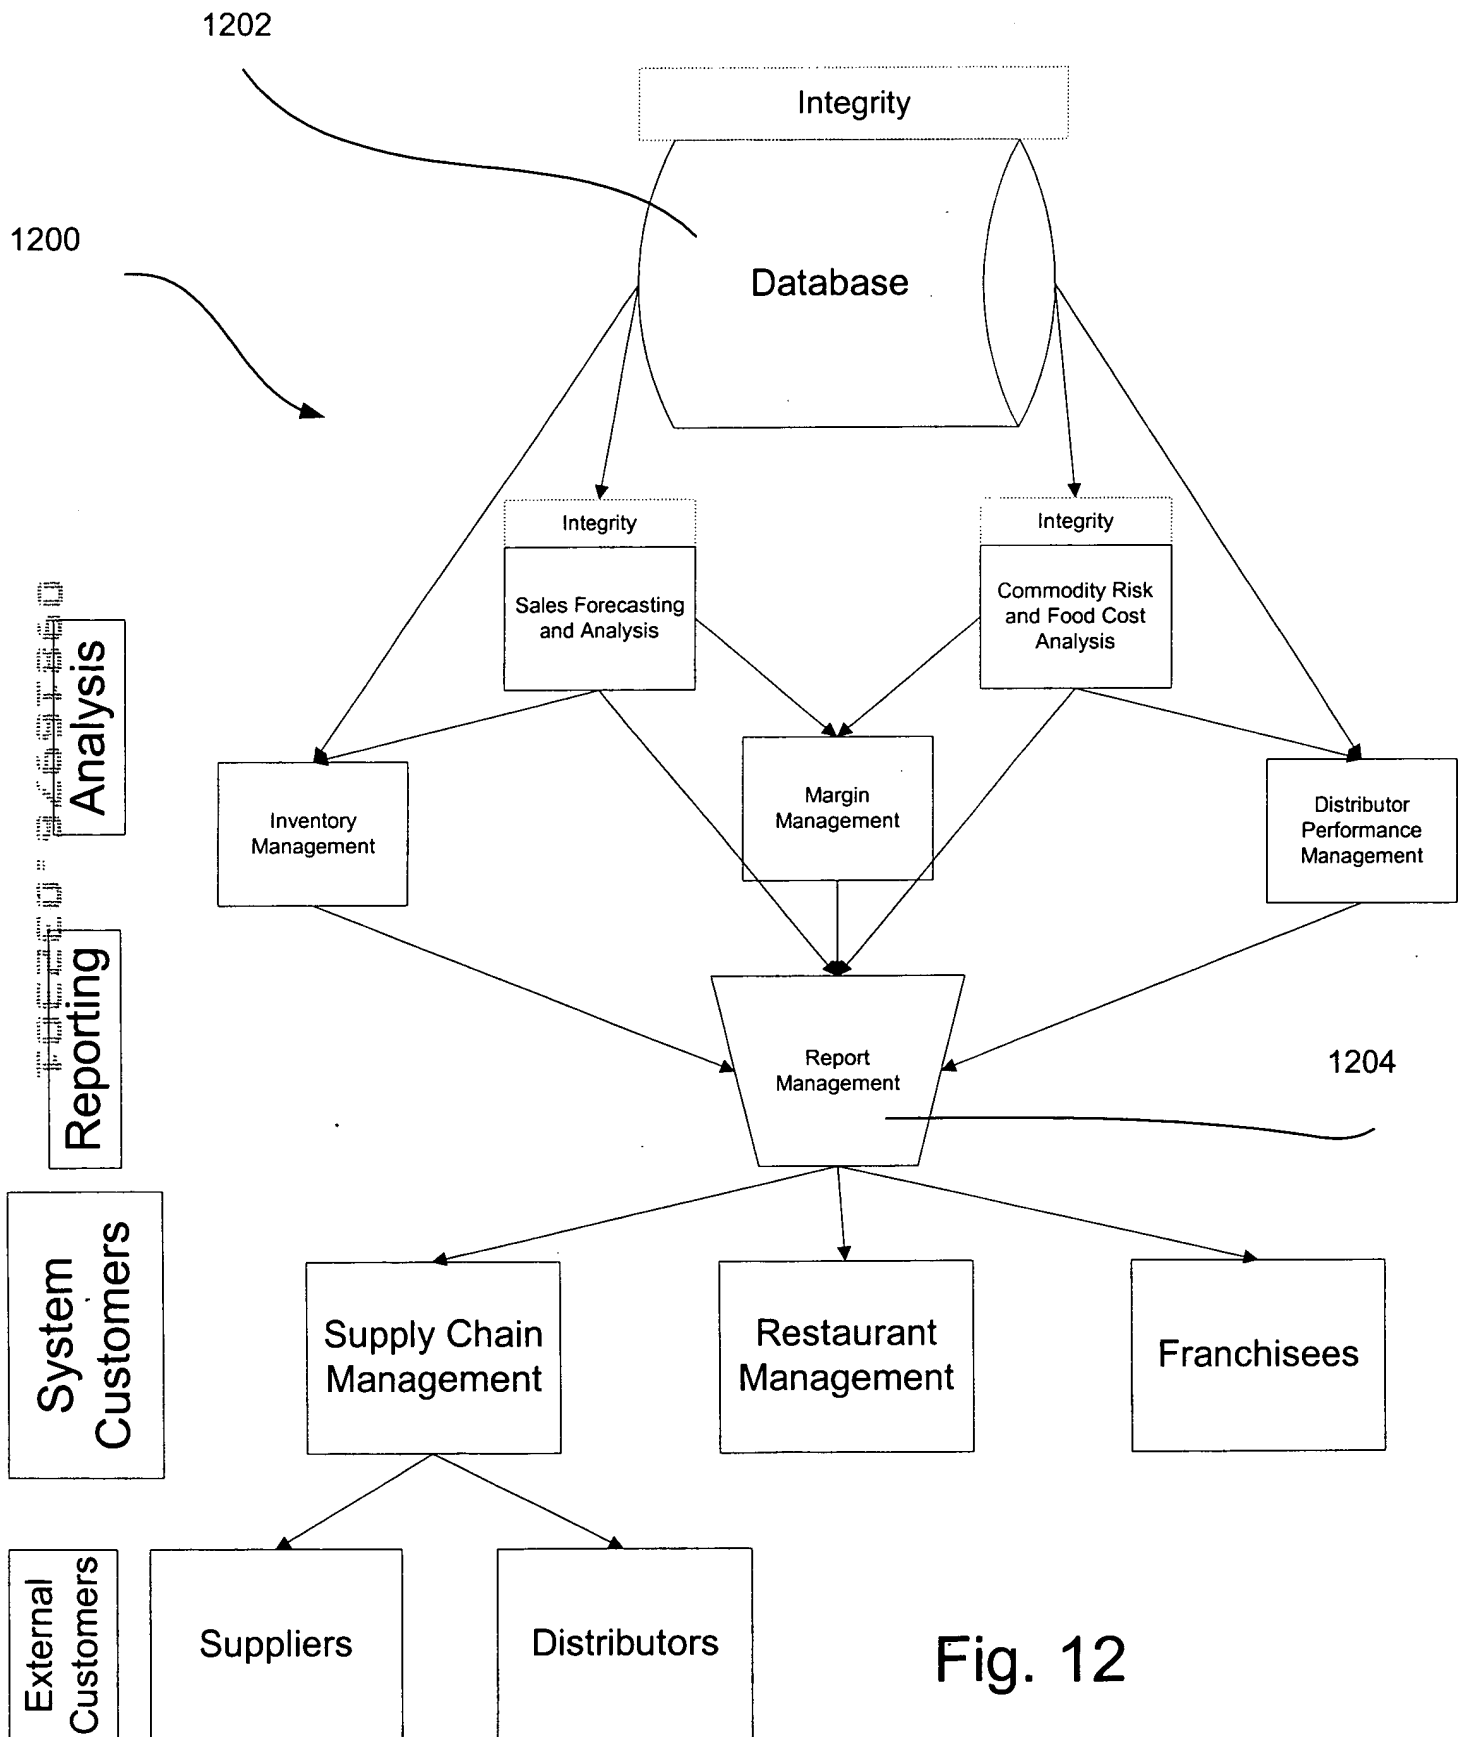 1202
Integrity
1200
Database
Integrity
Integrity
Sales Forecasting
and Analysis
Commodity Risk
and Food Cost
Analysis
Analysis
Inventory
Management
Margin
Management
Distributor
Performance
Management
Reporting
Report
Management
1204
System
Customers
Supply Chain
Management
Restaurant
Management
Franchisees
External
Customers
Suppliers
Distributors
Fig. 12